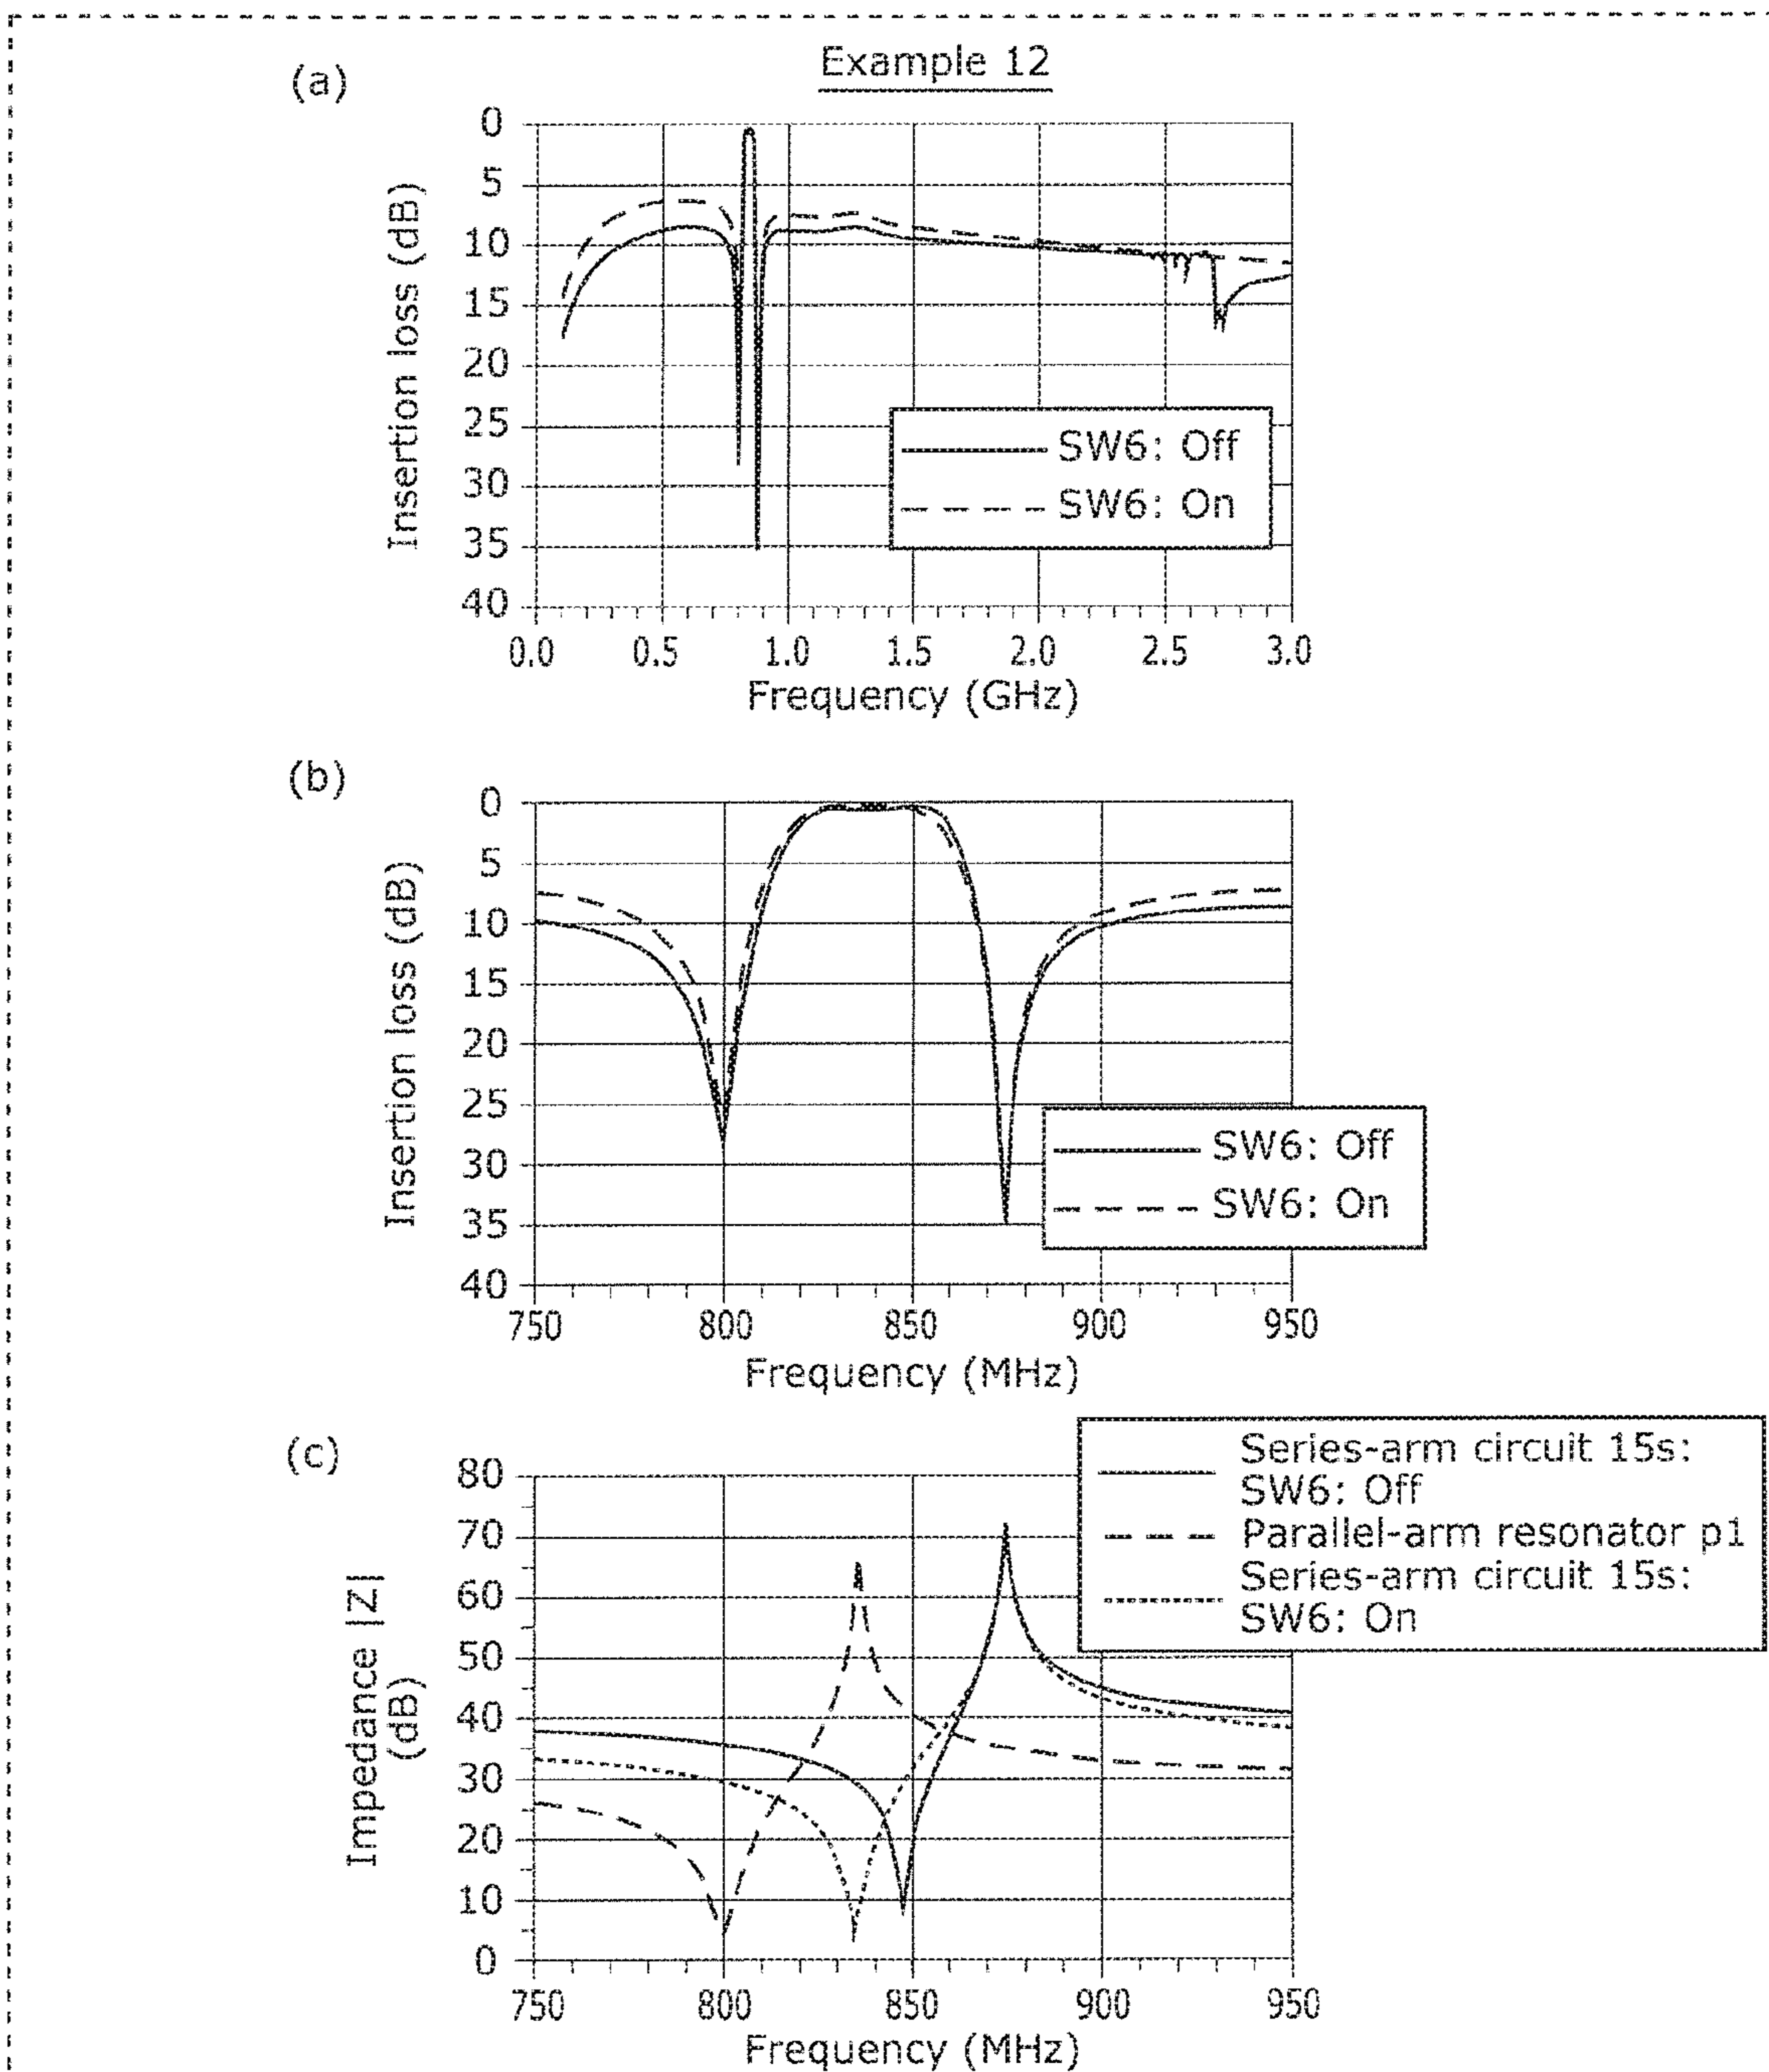 Example 12
(a)
Insertion loss (dB)
0
5
10
15
20
25
30
35
40
SW6: Off
SW6: On
0.0 0.5 1.0 1.5 2.0 2.5 3.0
Frequency (GHz)
(b)
Insertion loss (dB)
0
5
10
15
20
25
30
35
40
SW6: Off
SW6: On
750 800 850 900 950
Frequency (MHz)
(c)
Impedance |Z|
(dB)
80
70
60
50
40
30
20
10
0
Series-arm circuit 15s:
SW6: Off
Parallel-arm resonator p1
Series-arm circuit 15s:
SW6: On
750 800 850 900 950
Frequency (MHz)